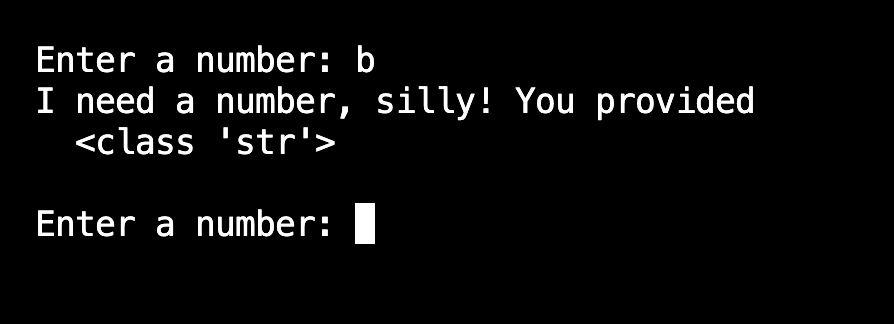 Enter a number: b
I need a number, silly! You provided
  <class 'str'>
Enter a number: